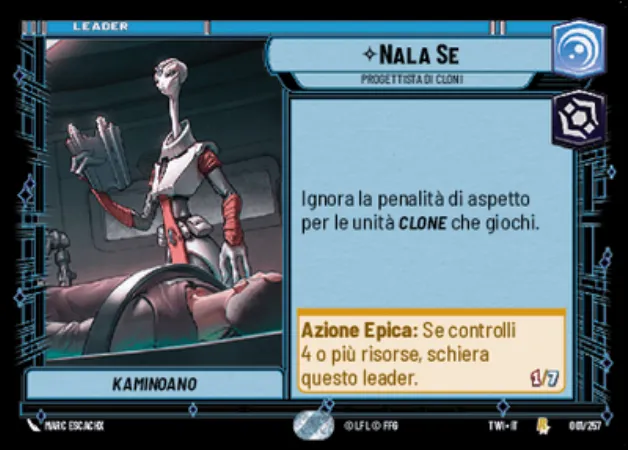 LEADER
NALA SE
PROGETTISTA DI CLONI
Ignora la penalità di aspetto
per le unità CLONE che giochi.
Azione Epica: Se controlli
4 o più risorse, schiera
questo leader.
1/7
KAMINOANO
MARC ESCACHX
© LFL © FFG
TWI • IT
001/257